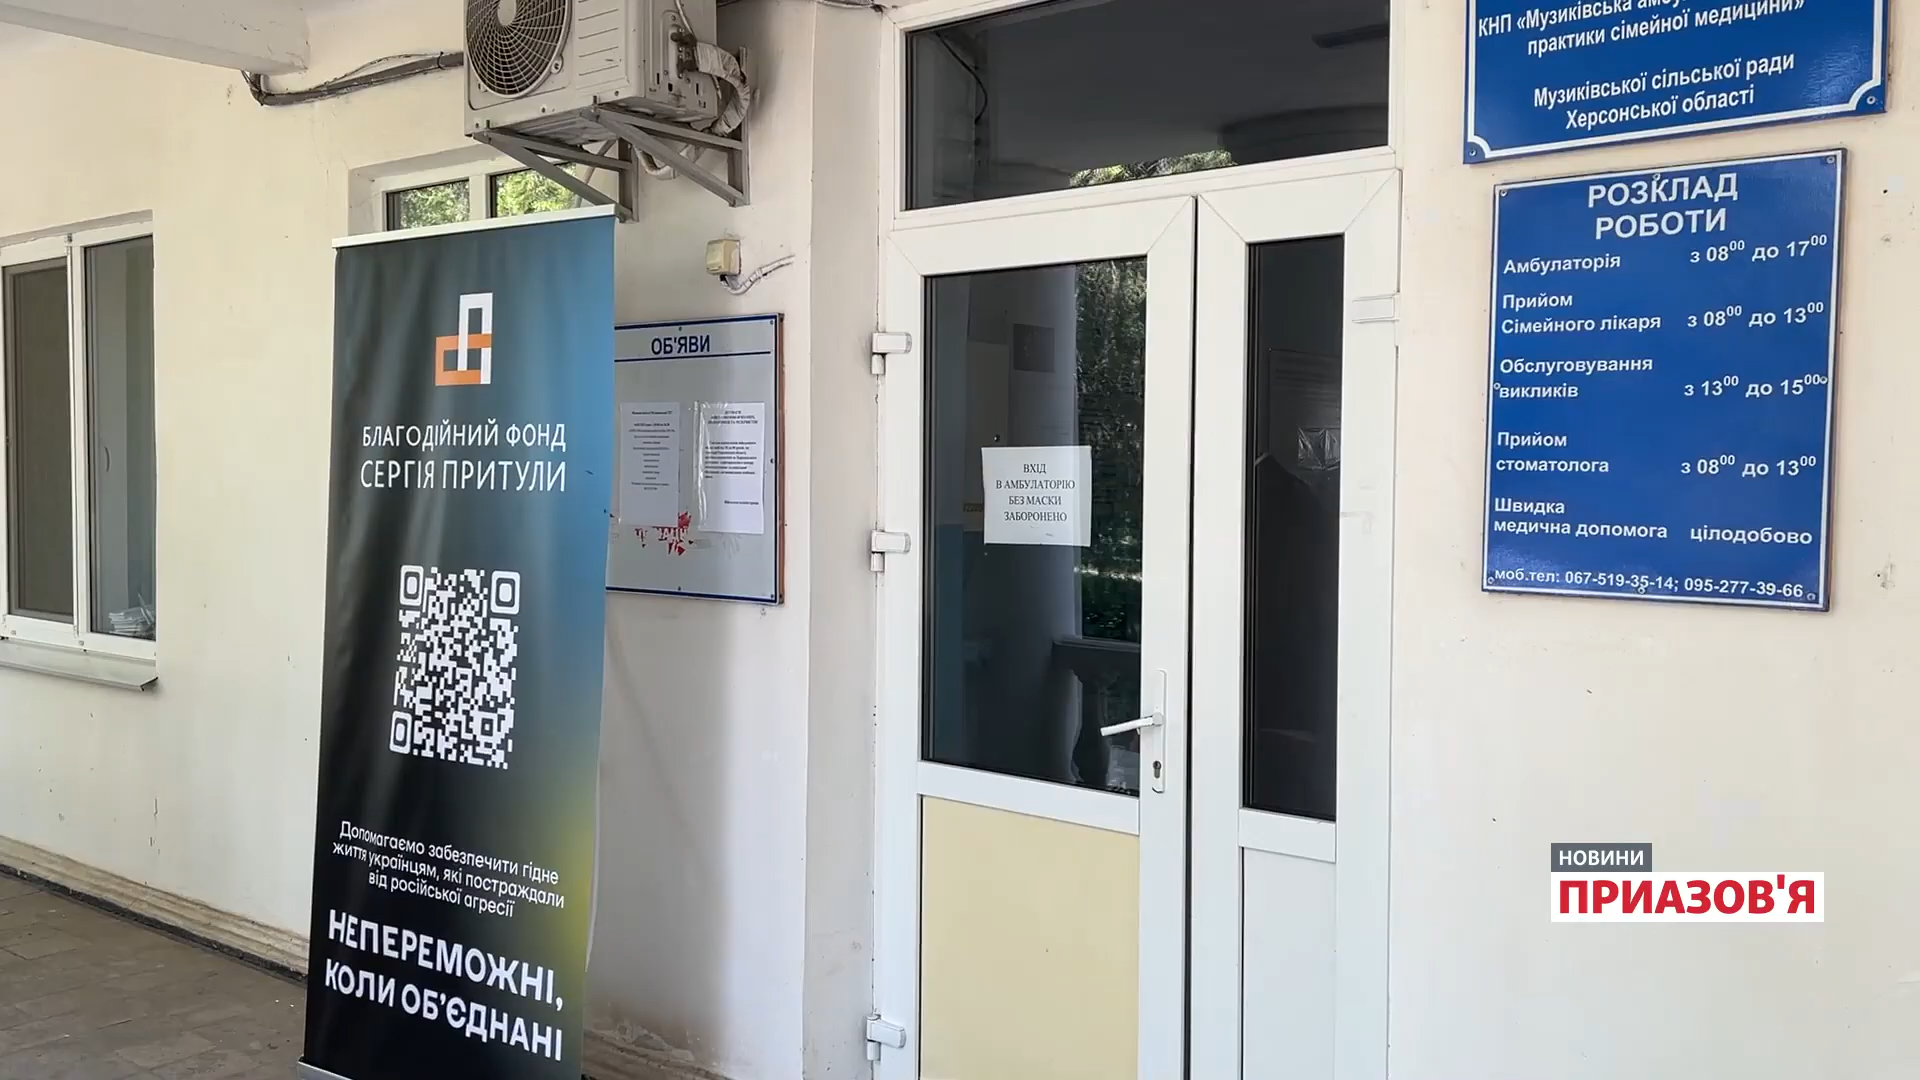 КНП «Музиківська
практики сімейної медицини»
Музиківської сільської ради
Херсонської області
РОЗКЛАД
РОБОТИ
Амбулаторія з 08⁰⁰ до 17⁰⁰
Прийом
Сімейного лікаря з 08⁰⁰ до 13⁰⁰
Обслуговування
викликів з 13⁰⁰ до 15⁰⁰
Прийом
стоматолога з 08⁰⁰ до 13⁰⁰
Швидка
медична допомога цілодобово
моб.тел: 067-519-35-14; 095-277-39-66
ОБ'ЯВИ
ВХІД
В АМБУЛАТОРІЮ
БЕЗ МАСКИ
ЗАБОРОНЕНО
БЛАГОДІЙНИЙ ФОНД
СЕРГІЯ ПРИТУЛИ
Допомагаємо забезпечити гідне
життя українцям, які постраждали
від російської агресії
НЕПЕРЕМОЖНІ,
КОЛИ ОБ'ЄДНАНІ
НОВИНИ
ПРИАЗОВ'Я